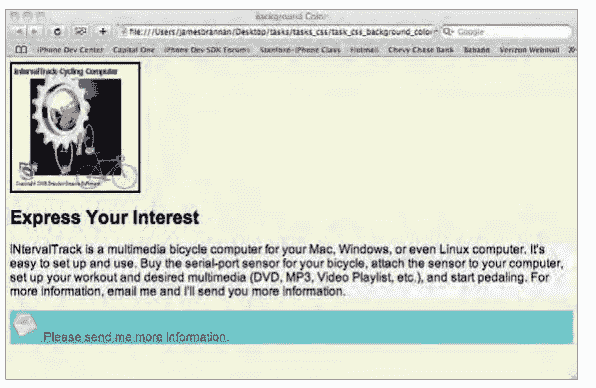 Background Color
file:///Users/jamesbrannan/Desktop/tasks/tasks_css/task_css_background_color
Google
iPhone Dev Center Capital One iPhone Dev SDK Forums Stanford-iPhone Class Hotmail Chevy Chase Bank Verizon Webmail
IntervalTrack Cycling Computer
Express Your Interest
INtervalTrack is a multimedia bicycle computer for your Mac, Windows, or even Linux computer. It's
easy to set up and use. Buy the serial-port sensor for your bicycle, attach the sensor to your computer,
set up your workout and desired multimedia (DVD, MP3, Video Playlist, etc.), and start pedaling. For
more information, email me and I'll send you more information.
Please send me more information.